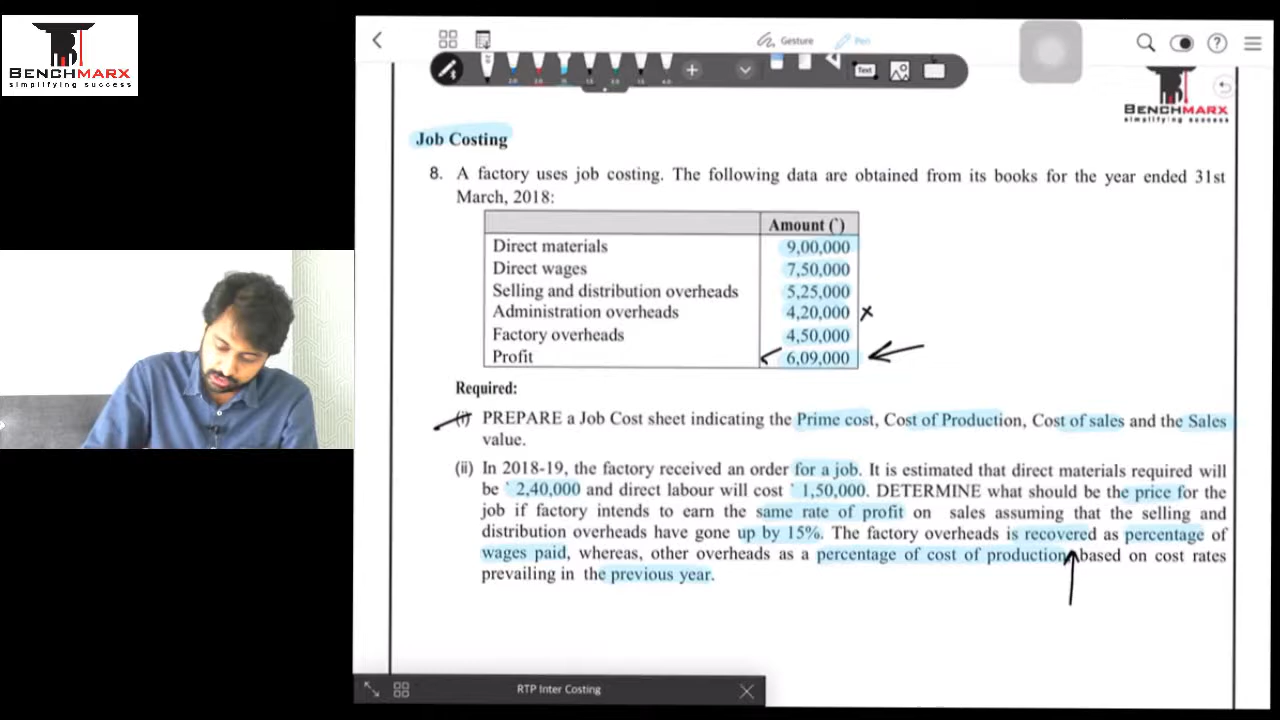 BENCHMARX
simplifying success
Gesture
Pen
Text
BENCHMARX
simplifying success
Job Costing
8. A factory uses job costing. The following data are obtained from its books for the year ended 31st
March, 2018:
Amount (`)
Direct materials 9,00,000
Direct wages 7,50,000
Selling and distribution overheads 5,25,000
Administration overheads 4,20,000
Factory overheads 4,50,000
Profit 6,09,000
Required:
(i) PREPARE a Job Cost sheet indicating the Prime cost, Cost of Production, Cost of sales and the Sales
value.
(ii) In 2018-19, the factory received an order for a job. It is estimated that direct materials required will
be ` 2,40,000 and direct labour will cost ` 1,50,000. DETERMINE what should be the price for the
job if factory intends to earn the same rate of profit on sales assuming that the selling and
distribution overheads have gone up by 15%. The factory overheads is recovered as percentage of
wages paid, whereas, other overheads as a percentage of cost of production based on cost rates
prevailing in the previous year.
RTP Inter Costing